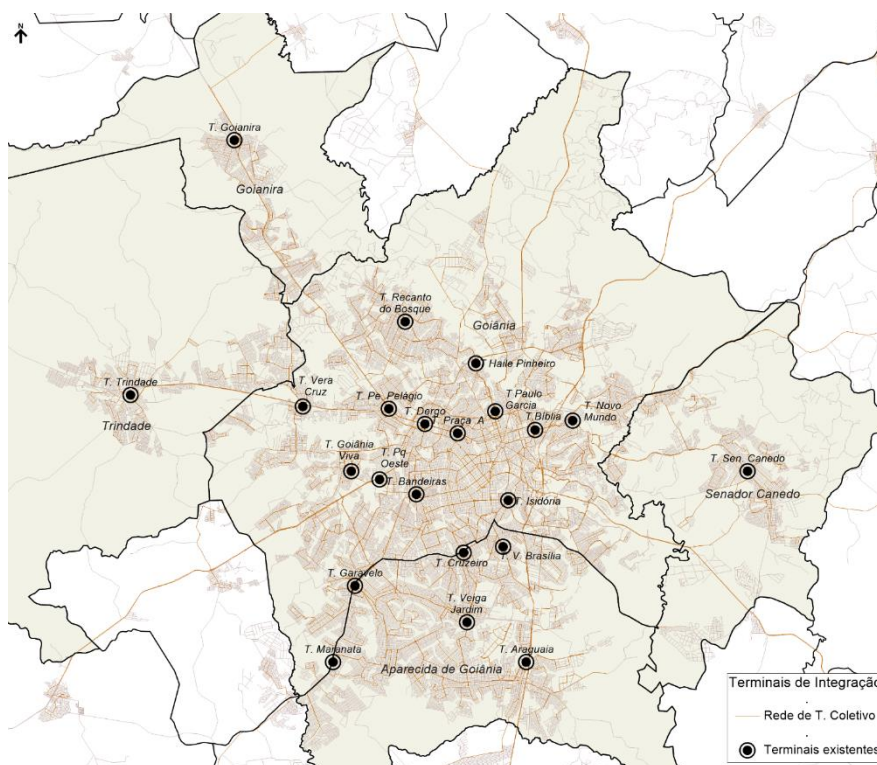 N
T. Goianira
Goianira
T. Recanto
do Bosque
Goiânia
T Haile Pinheiro
T. Trindade
Trindade
T. Vera
Cruz
T. Pe. Pelágio
T. Dergo
T. Praça A
T Paulo
Garcia
T.Bíblia
T. Novo
Mundo
T. Goiâhia
Viva
T. Pq
Oeste
T. Bandeiras
T. Isidória
T. Sen. Canedo
Senador Canedo
T. Cruzeiro
T. V. Brasília
T. Garavelo
T. Veiga
Jardim
T. Maranata
Aparecida de Goiânia
T. Araguaia
Terminais de Integração
Rede de T. Coletivo
Terminais existentes